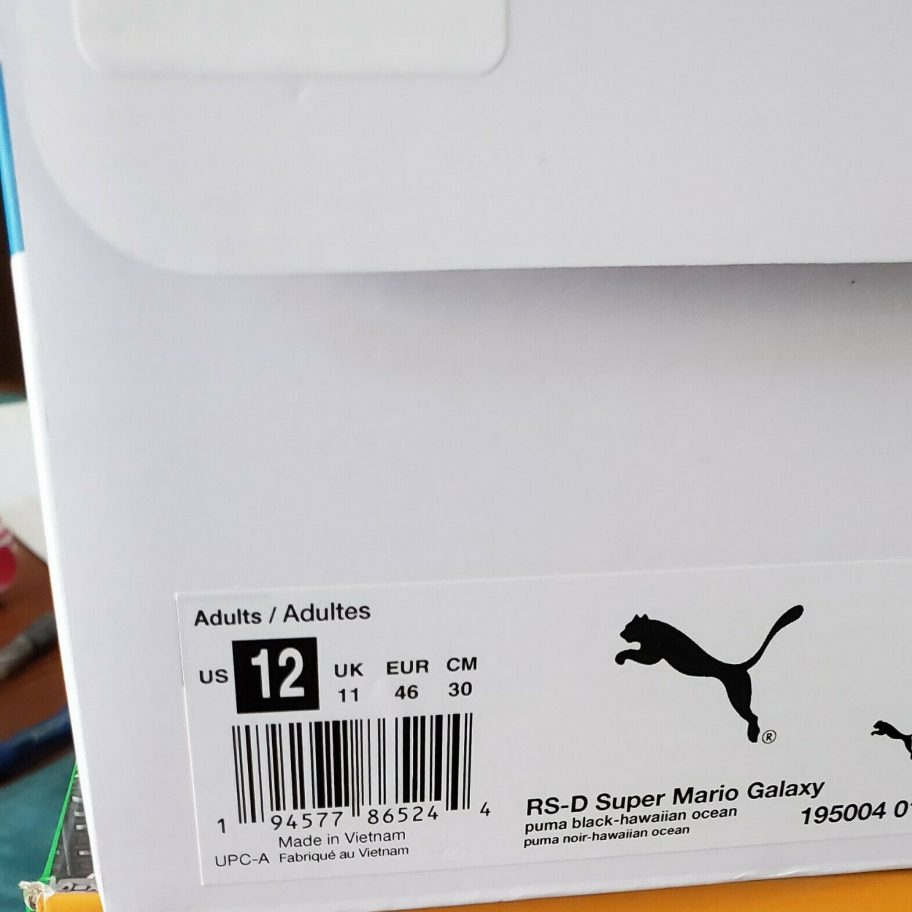 Adults / Adultes
US 12 UK EUR CM
11 46 30
1 94577 86524 4
Made in Vietnam
UPC-A Fabriqué au Vietnam
®
RS-D Super Mario Galaxy
puma black-hawaiian ocean
puma noir-hawaiian ocean
195004 0